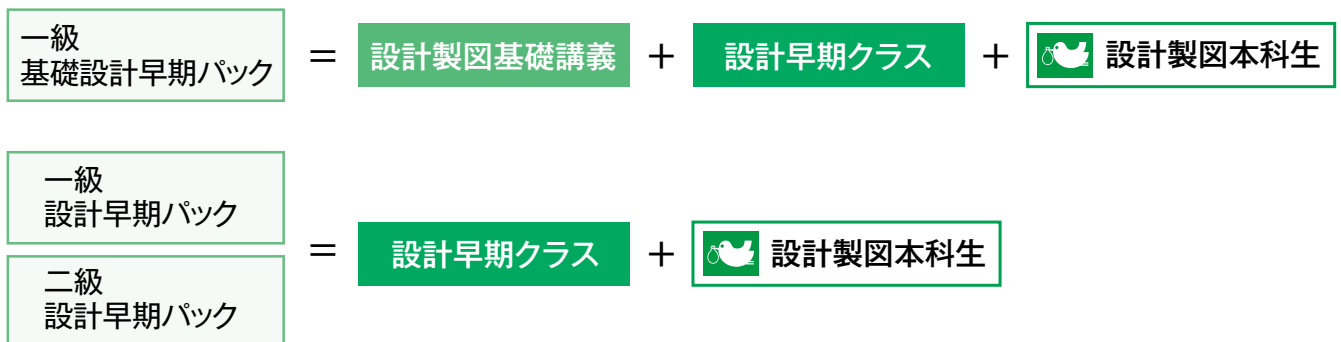 一級
基礎設計早期パック
＝
設計製図基礎講義
＋
設計早期クラス
＋
設計製図本科生
一級
設計早期パック
二級
設計早期パック
＝
設計早期クラス
＋
設計製図本科生